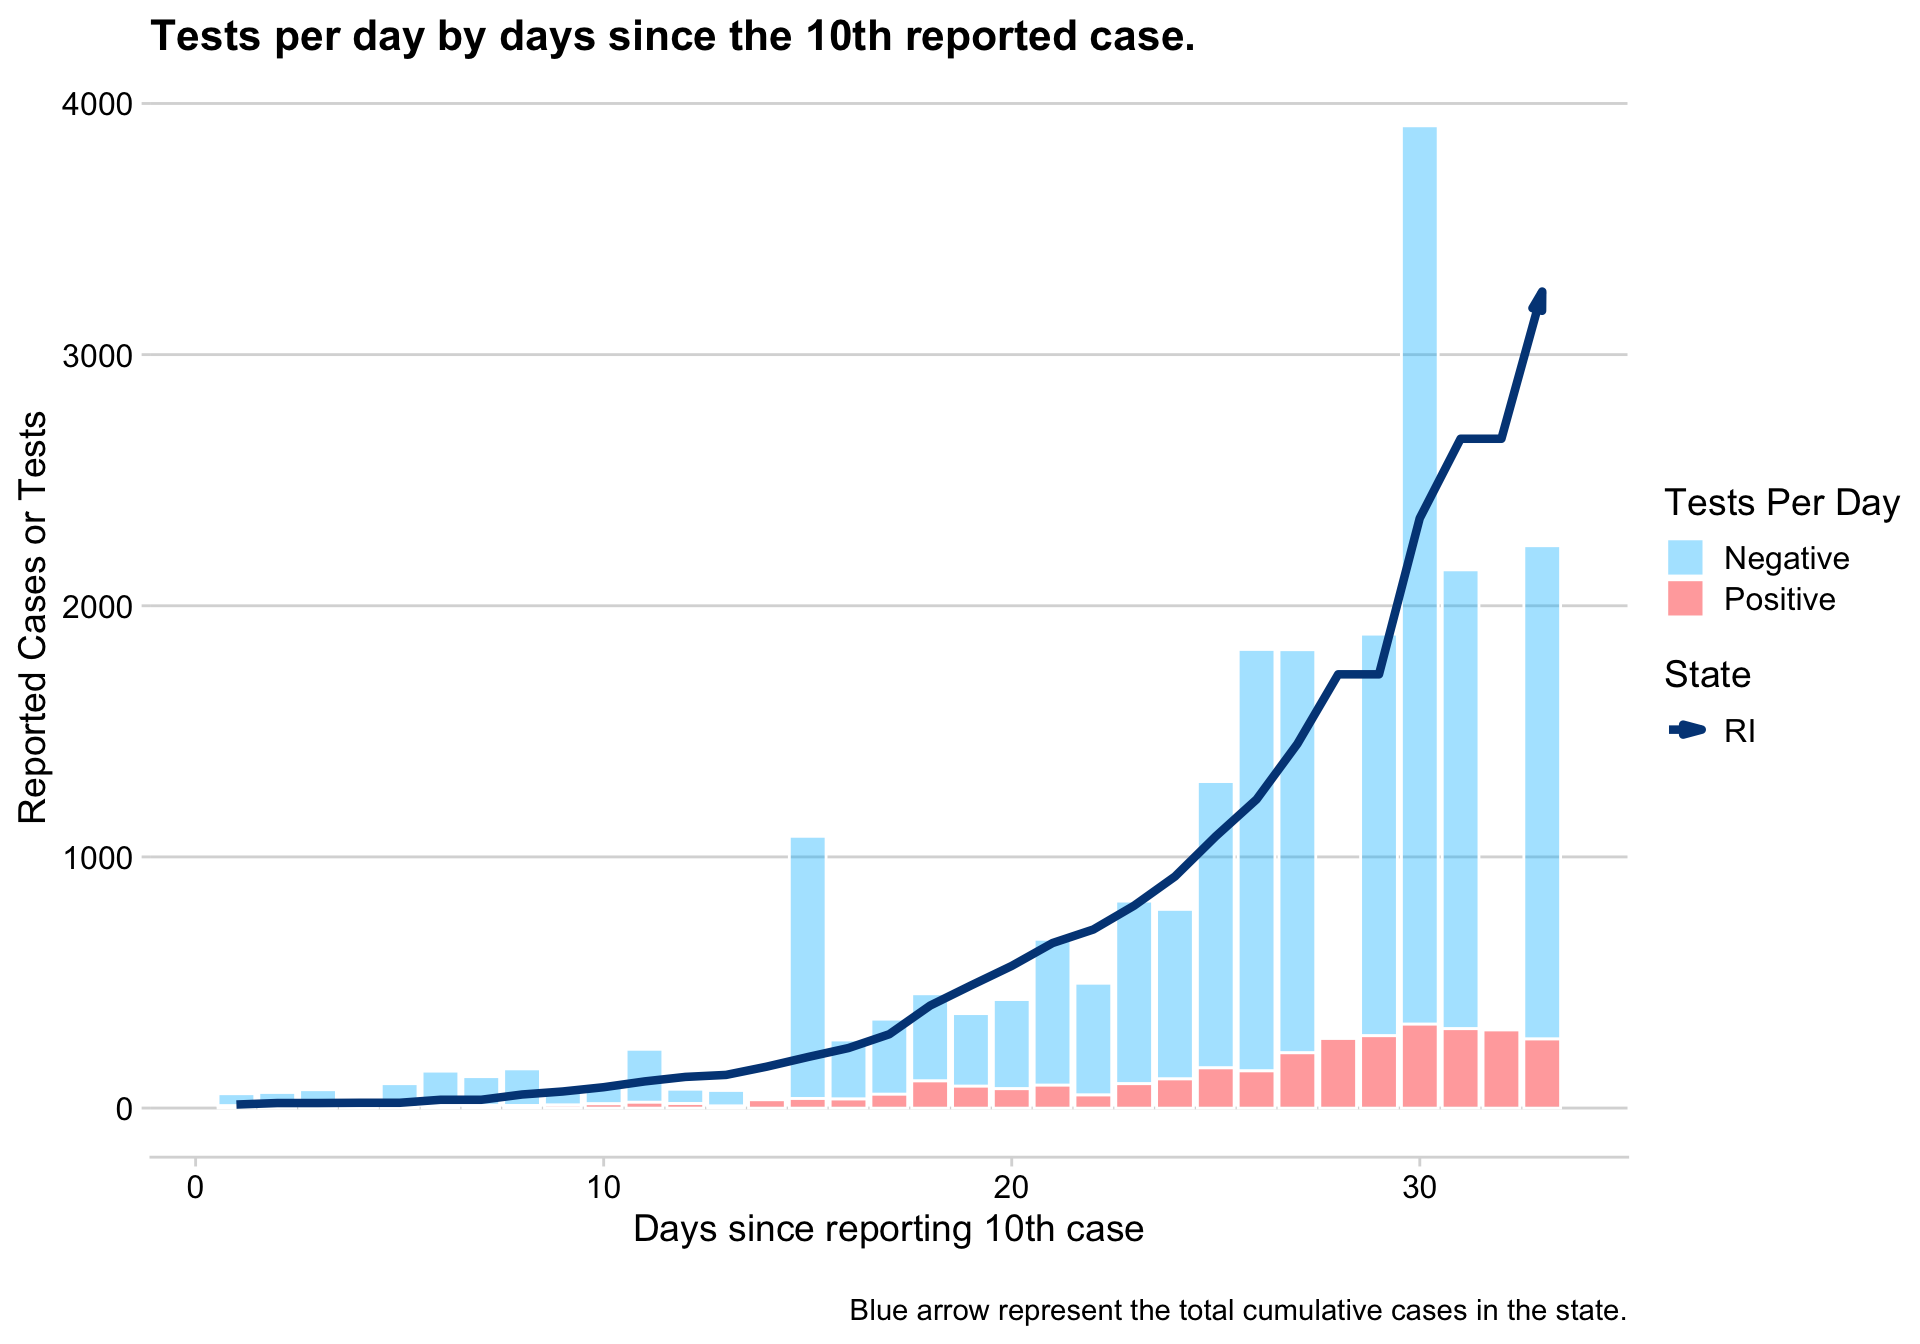 Tests per day by days since the 10th reported case.
4000
3000
2000
1000
0
Reported Cases or Tests
0 10 20 30
Days since reporting 10th case
Tests Per Day
Negative
Positive
State
RI
Blue arrow represent the total cumulative cases in the state.